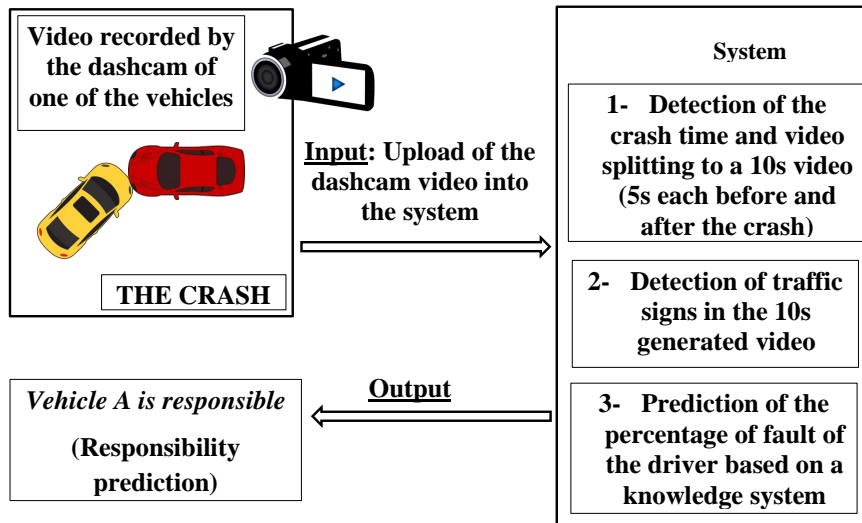 Video recorded by
the dashcam of
one of the vehicles
THE CRASH
Input: Upload of the
dashcam video into
the system
System
1- Detection of the
crash time and video
splitting to a 10s video
(5s each before and
after the crash)
2- Detection of traffic
signs in the 10s
generated video
3- Prediction of the
percentage of fault of
the driver based on a
knowledge system
Output
Vehicle A is responsible
(Responsibility
prediction)